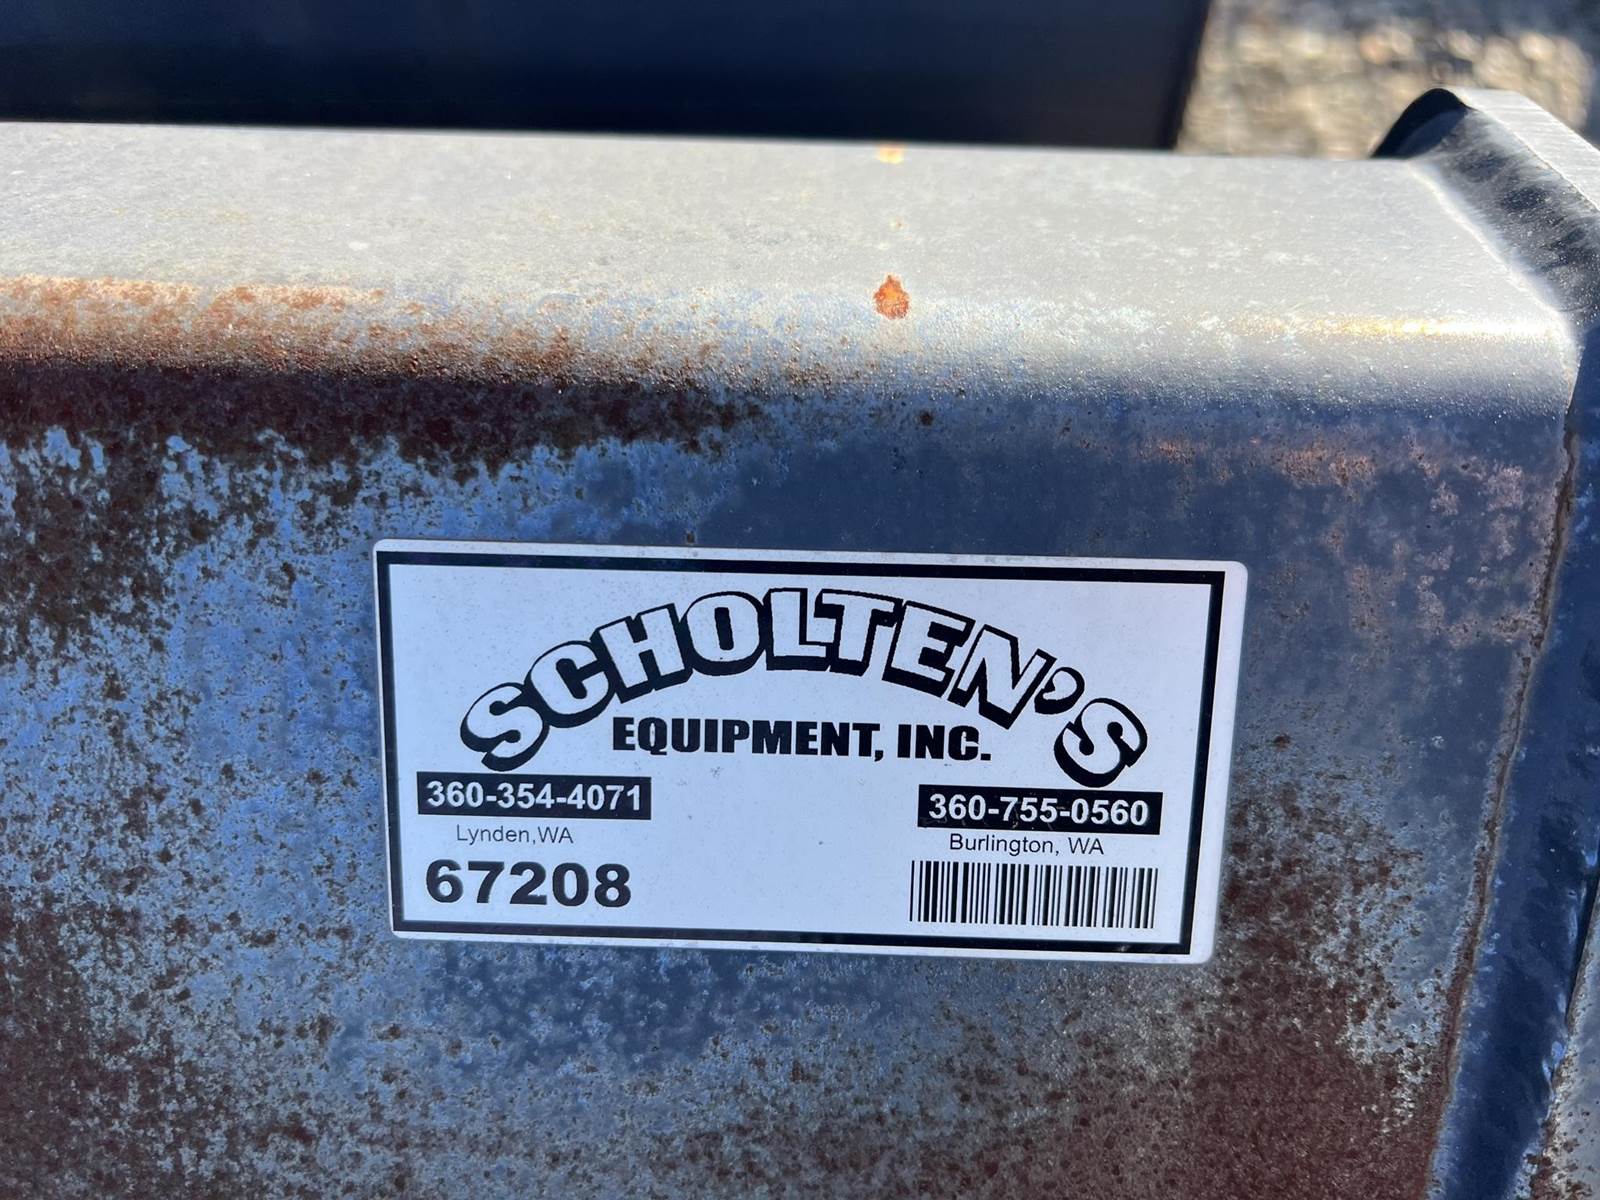 SCHOLTEN'S
EQUIPMENT, INC.
360-354-4071
Lynden,WA
67208
360-755-0560
Burlington, WA